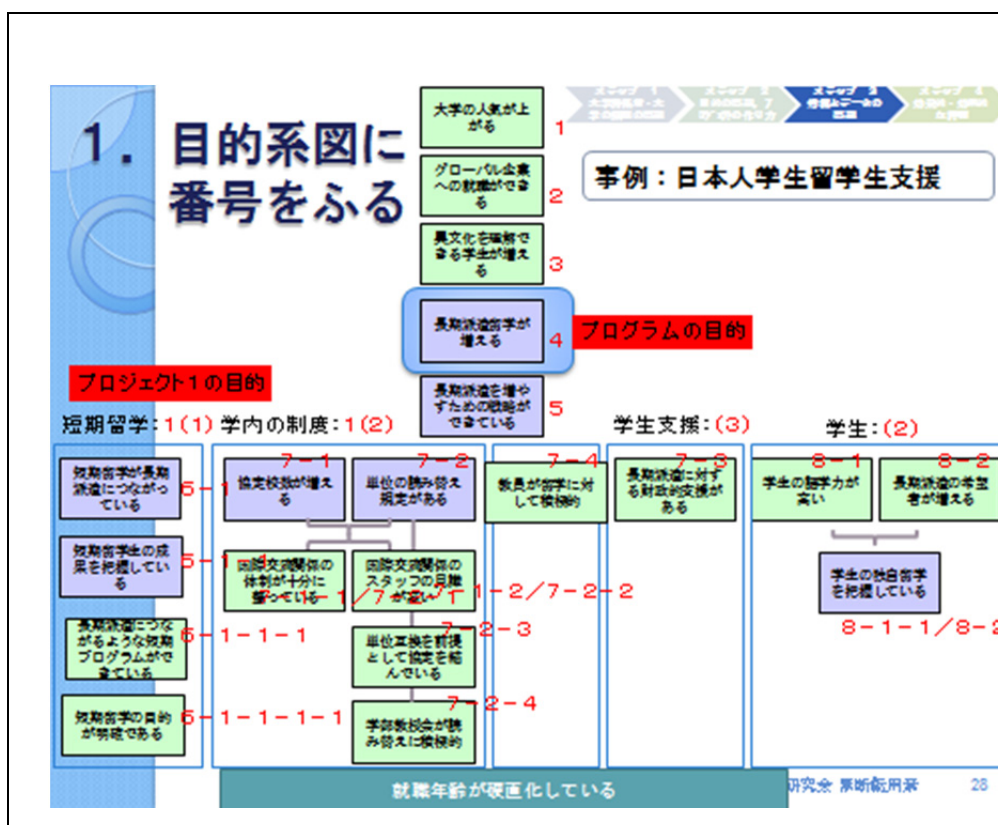 1. 目的系図に
番号をふる
大学の人気が上
がる
1
事例：日本人学生留学生支援
グローバル企業
への就職ができ
る
2
異文化を理解で
きる学生が増え
る
3
長期派遣留学が
増える
4
プログラムの目的
プロジェクト1の目的
長期派遣を増や
すための戦略が
できている
5
短期留学：1(1)
学内の制度：1(2)
学生支援：(3)
学生：(2)
短期留学が長期
派遣につながっ
ている
6-1
7-1
協定校数が増え
る
7-2
単位の読み替え
規定がある
7-4
教員が留学に対
して積極的
7-3
長期派遣に対す
る財政的支援が
ある
8-1
学生の語学力が
高い
8-2
長期派遣の希望
者が増える
短期留学生の成
果を把握してい
る
国際交流関係の
体制が十分に
整っている
国際交流関係の
スタッフの
1-2/7-2-2
学生の独自留学
を把握している
8-1-1/8-2
長期派遣につな
がるような短期
プログラムがで
きている
6-1-1-1
7-2-3
単位互換を前提
として協定を結
んでいる
短期留学の目的
が明確である
6-1-1-1-1
7-2-4
学部教授会が読
み替えに積極的
就職年齢が硬直化している
研究会 無断転用禁
28